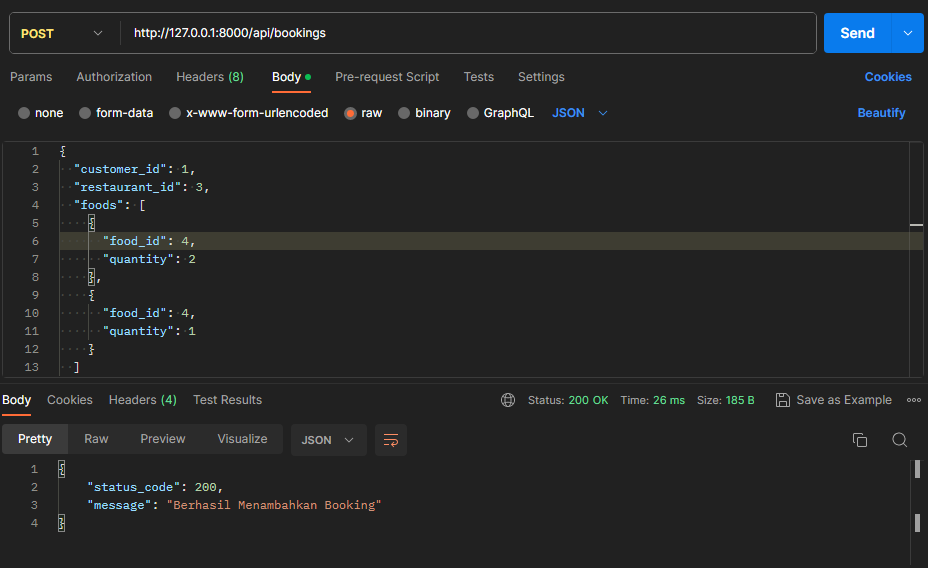 POST http://127.0.0.1:8000/api/bookings Send
Params Authorization Headers (8) Body Pre-request Script Tests Settings Cookies
none form-data x-www-form-urlencoded raw binary GraphQL JSON Beautify
1 {
2 "customer_id": 1,
3 "restaurant_id": 3,
4 "foods": [
5 {
6 "food_id": 4,
7 "quantity": 2
8 },
9 {
10 "food_id": 4,
11 "quantity": 1
12 }
13 ]
Body Cookies Headers (4) Test Results Status: 200 OK Time: 26 ms Size: 185 B Save as Example
Pretty Raw Preview Visualize JSON
1 {
2 "status_code": 200,
3 "message": "Berhasil Menambahkan Booking"
4 }